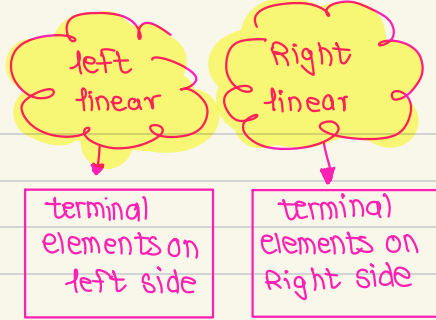 left
linear
Right
linear
terminal
elements on
left side
terminal
elements on
Right side